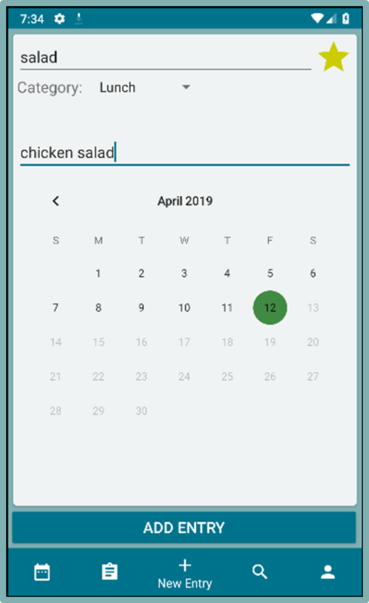 7:34
salad
Category: Lunch
chicken salad
April 2019
S M T W T F S
1 2 3 4 5 6
7 8 9 10 11 12 13
14 15 16 17 18 19 20
21 22 23 24 25 26 27
28 29 30
ADD ENTRY
New Entry